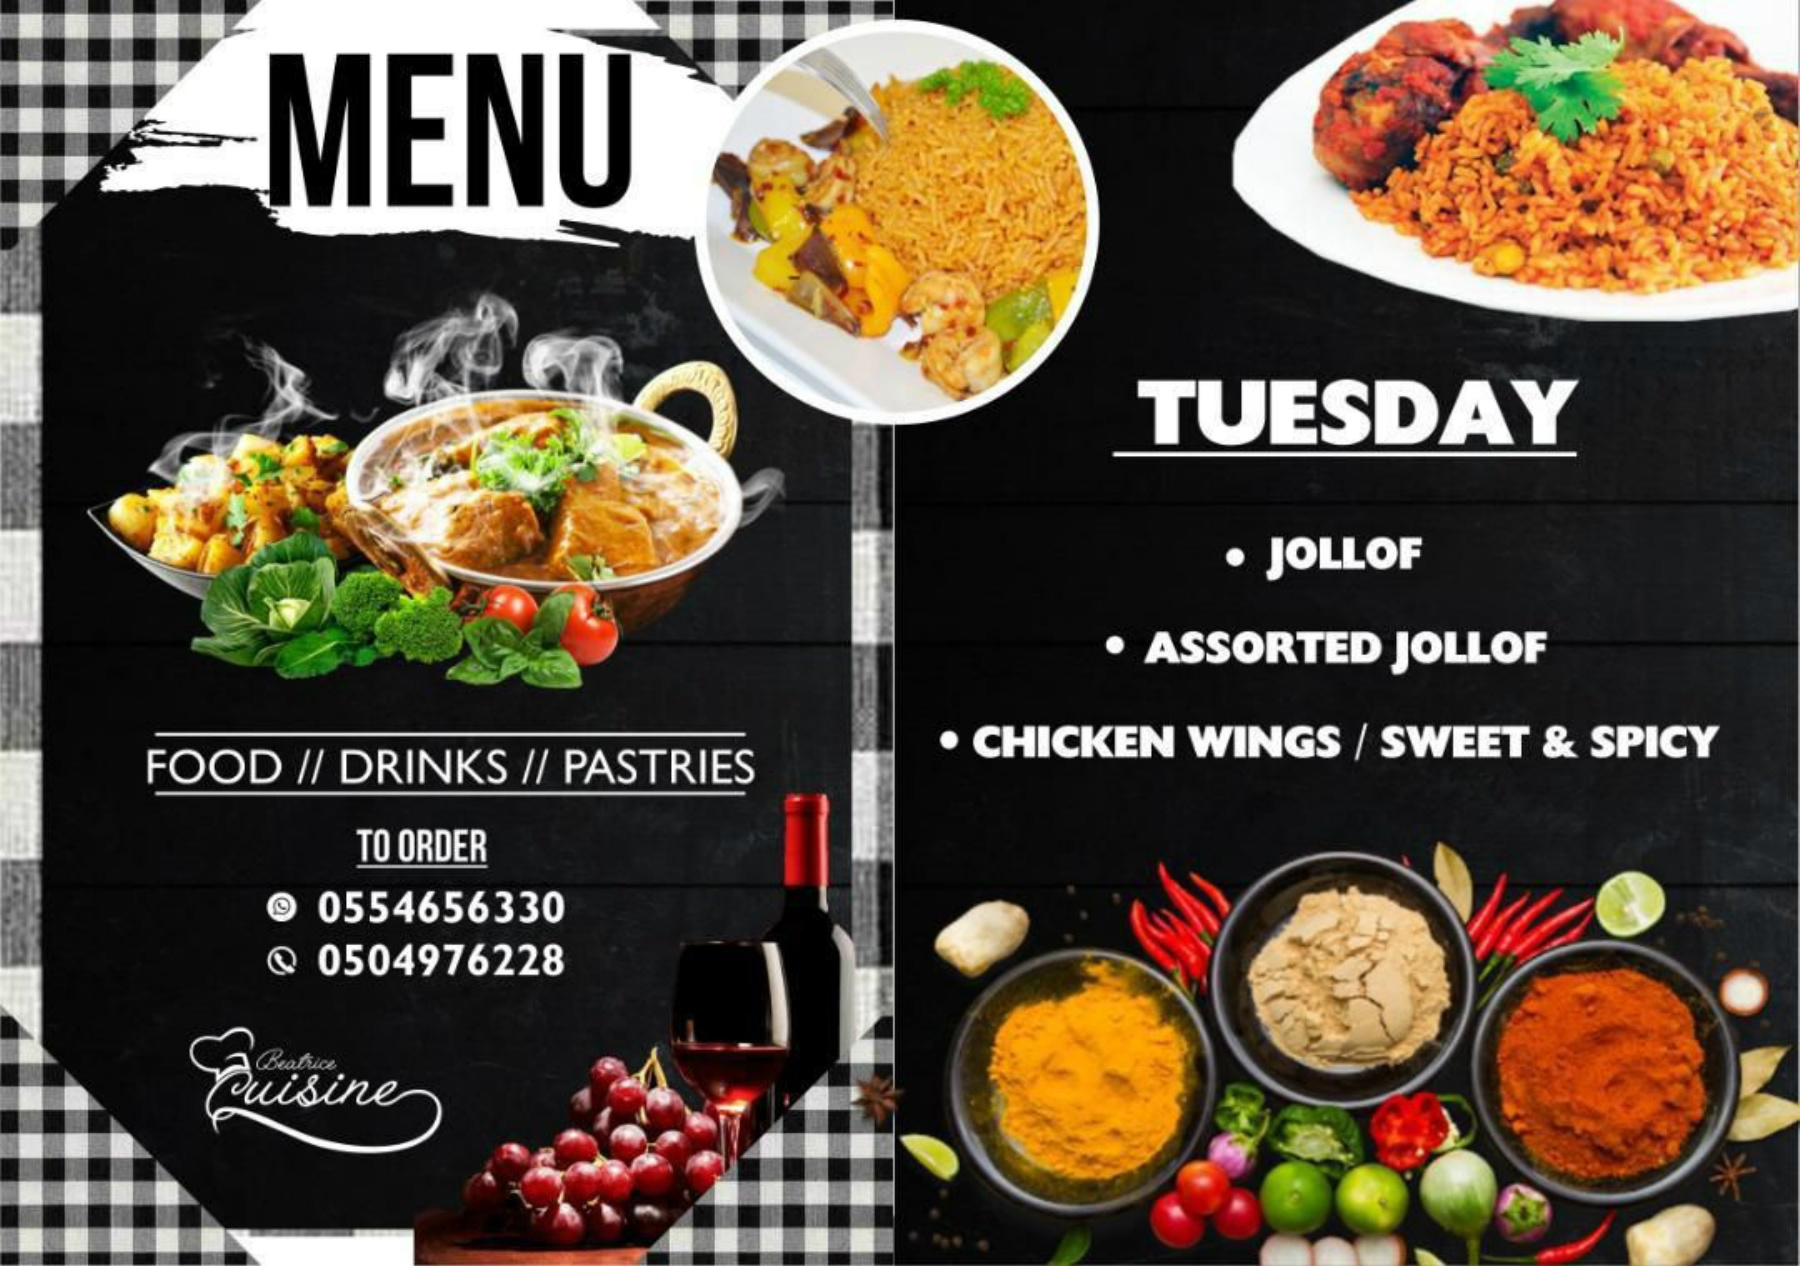 MENU
FOOD // DRINKS // PASTRIES
TO ORDER
0554656330
0504976228
Beatrice
Cuisine
TUESDAY
• JOLLOF
• ASSORTED JOLLOF
• CHICKEN WINGS / SWEET & SPICY